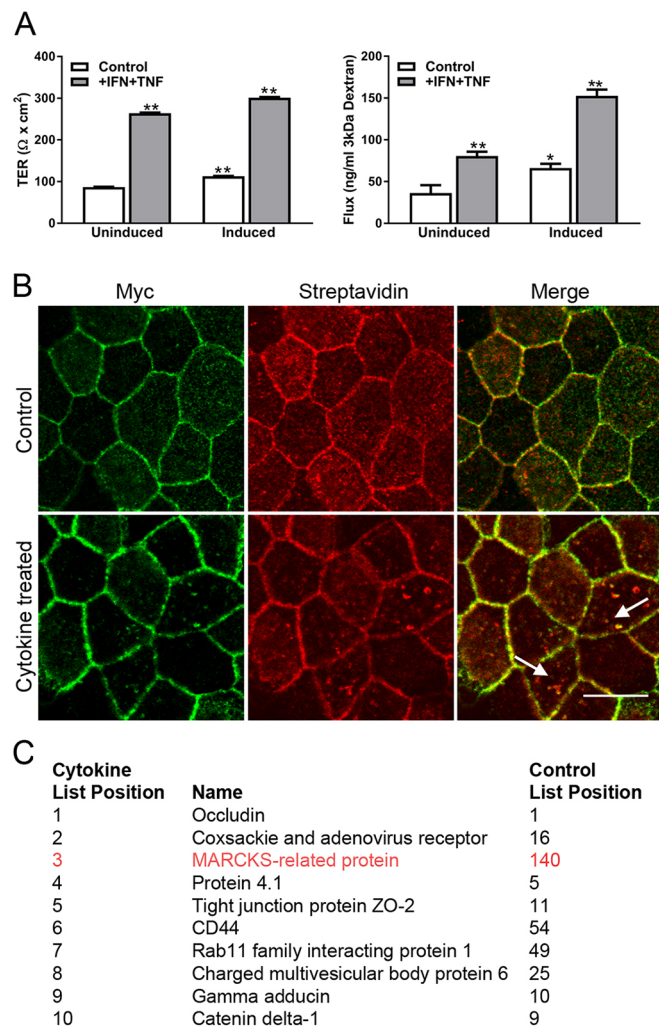 A
Control
+IFN+TNF
TER (Ω x cm²)
400
300
200
100
0
**
**
**
Uninduced
Induced
Control
+IFN+TNF
Flux (ng/ml 3kDa Dextran)
200
150
100
50
0
**
*
**
Uninduced
Induced
B
Myc Streptavidin Merge
Control
Cytokine treated
C
Cytokine Control
List Position Name List Position
1 Occludin 1
2 Coxsackie and adenovirus receptor 16
3 MARCKS-related protein 140
4 Protein 4.1 5
5 Tight junction protein ZO-2 11
6 CD44 54
7 Rab11 family interacting protein 1 49
8 Charged multivesicular body protein 6 25
9 Gamma adducin 10
10 Catenin delta-1 9